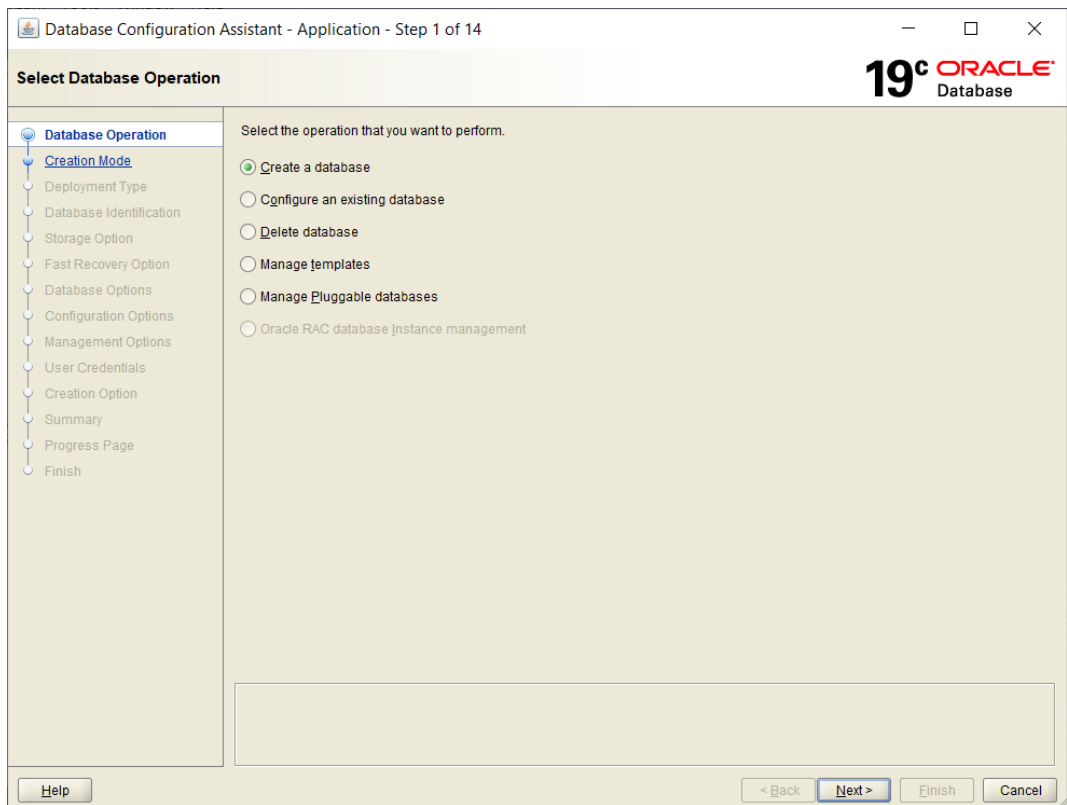 Database Configuration Assistant - Application - Step 1 of 14
Select Database Operation
19c ORACLE
Database
Database Operation
Creation Mode
Deployment Type
Database Identification
Storage Option
Fast Recovery Option
Database Options
Configuration Options
Management Options
User Credentials
Creation Option
Summary
Progress Page
Finish
Select the operation that you want to perform.
Create a database
Configure an existing database
Delete database
Manage templates
Manage Pluggable databases
Oracle RAC database Instance management
Help
< Back
Next >
Finish
Cancel